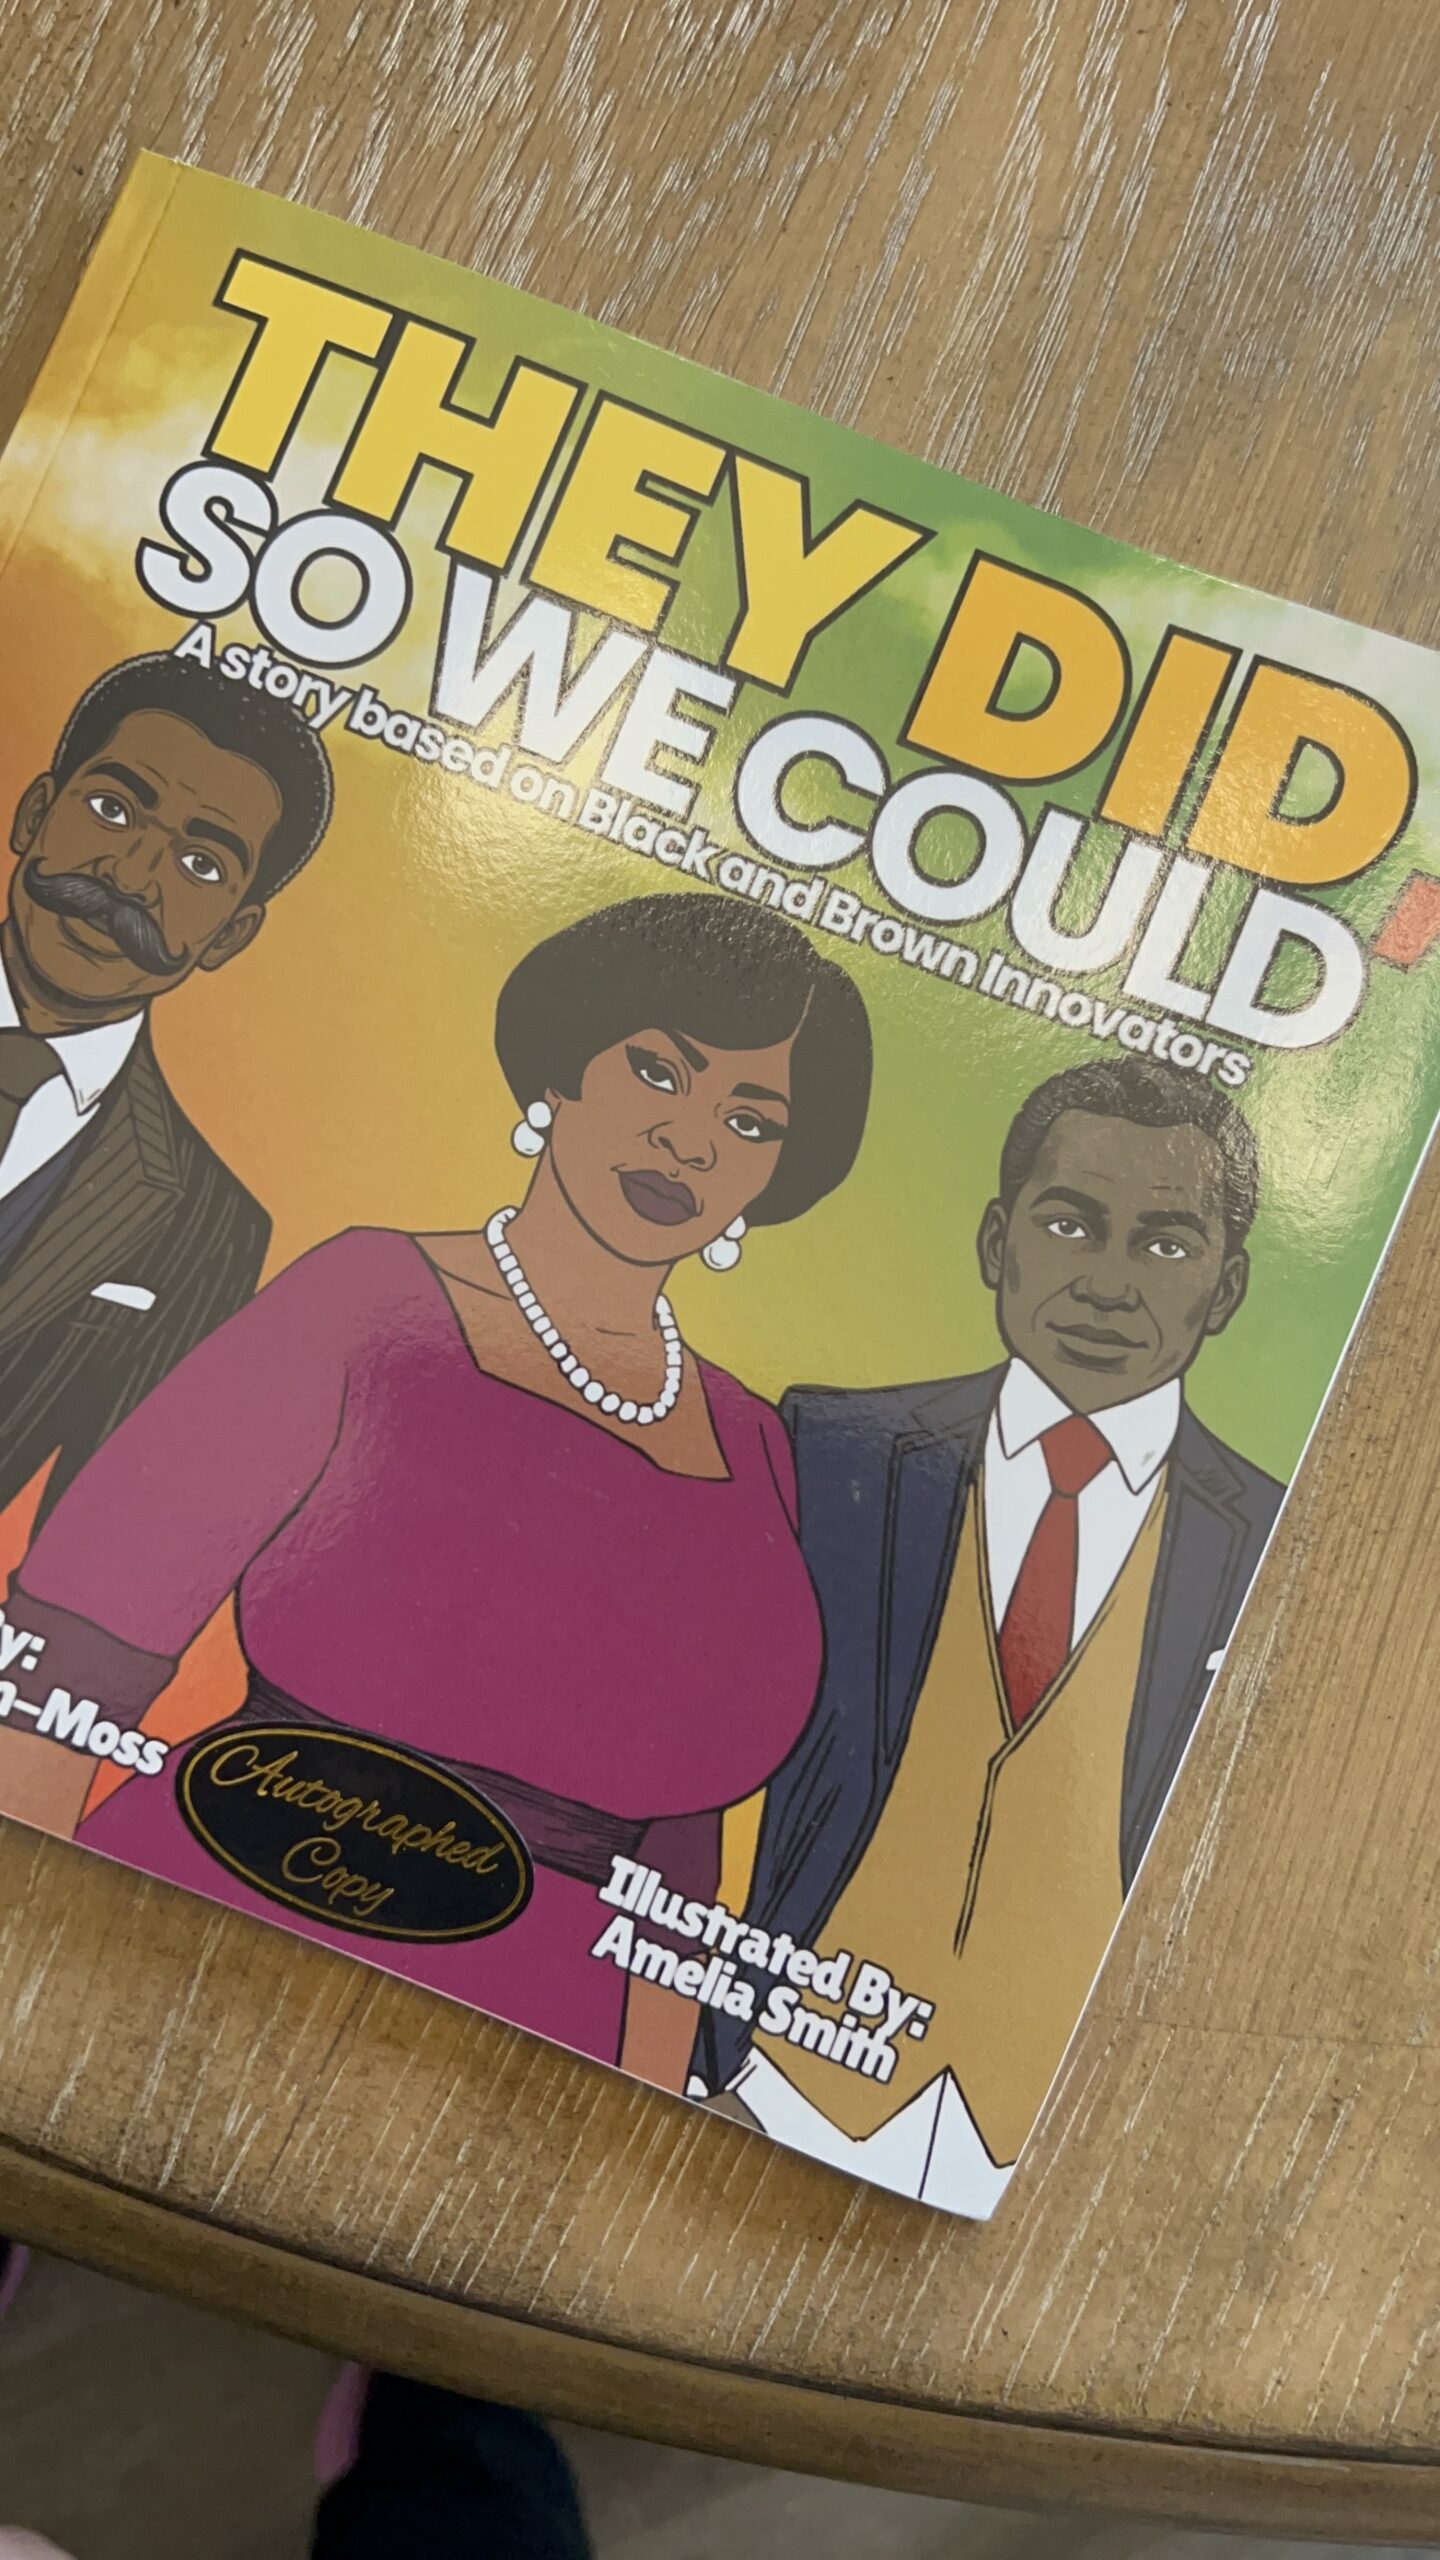 THEY DID,
SO WE COULD
A story based on Black and Brown Innovators
By:
-Moss
Autographed
Copy
Illustrated By:
Amelia Smith